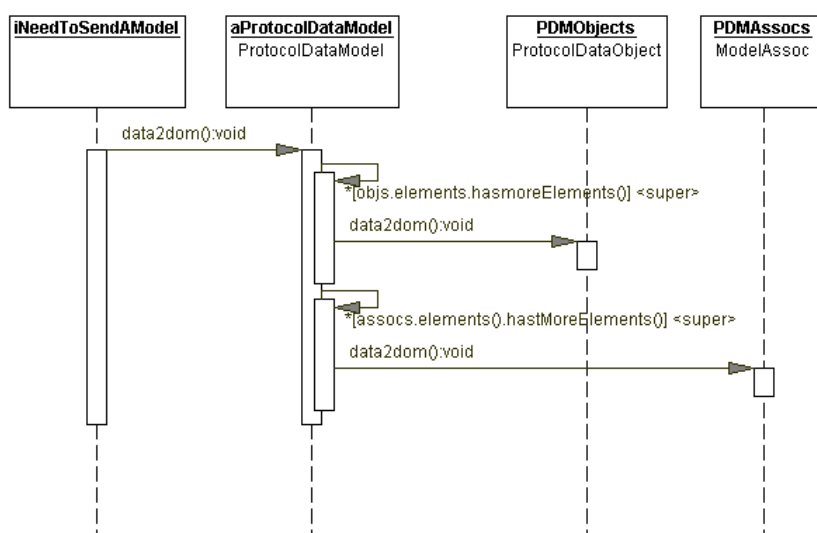 iNeedToSendAModel
aProtocolDataModel
ProtocolDataModel
PDMObjects
ProtocolDataObject
PDMAssocs
ModelAssoc
data2dom():void
*[objs.elements.hasmoreElements()] <super>
data2dom():void
*[assocs.elements().hastMoreElements()] <super>
data2dom():void